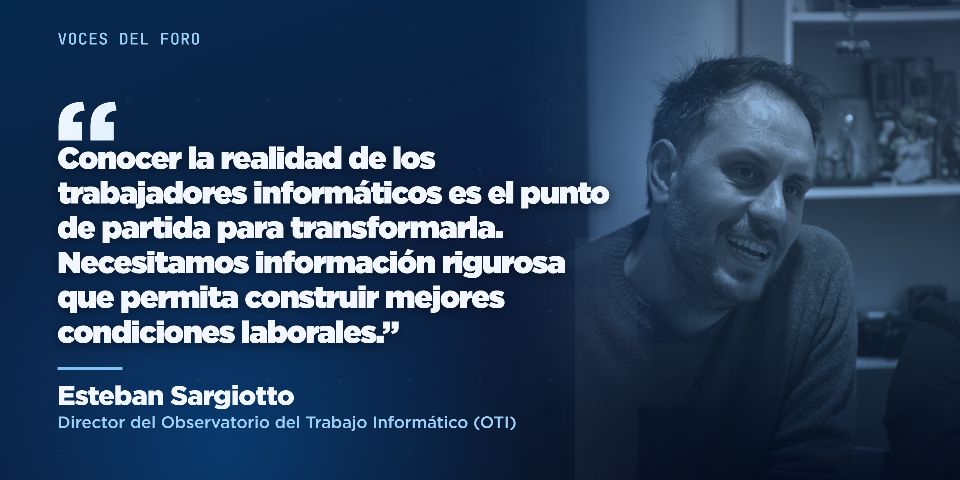 VOCES DEL FORO
“
Conocer la realidad de los
trabajadores informáticos es el punto
de partida para transformarla.
Necesitamos información rigurosa
que permita construir mejores
condiciones laborales.”
Esteban Sargiotto
Director del Observatorio del Trabajo Informático (OTI)